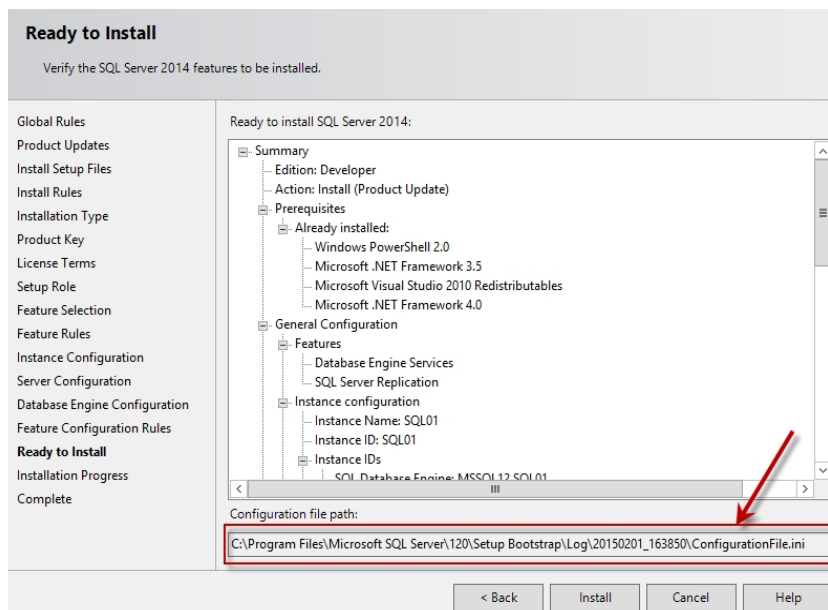 Ready to Install
Verify the SQL Server 2014 features to be installed.
Global Rules
Product Updates
Install Setup Files
Install Rules
Installation Type
Product Key
License Terms
Setup Role
Feature Selection
Feature Rules
Instance Configuration
Server Configuration
Database Engine Configuration
Feature Configuration Rules
Ready to Install
Installation Progress
Complete
Ready to install SQL Server 2014:
Summary
Edition: Developer
Action: Install (Product Update)
Prerequisites
Already installed:
Windows PowerShell 2.0
Microsoft .NET Framework 3.5
Microsoft Visual Studio 2010 Redistributables
Microsoft .NET Framework 4.0
General Configuration
Features
Database Engine Services
SQL Server Replication
Instance configuration
Instance Name: SQL01
Instance ID: SQL01
Instance IDs
SQL Database Engine: MSSQL12.SQL01
Configuration file path:
C:\Program Files\Microsoft SQL Server\120\Setup Bootstrap\Log\20150201_163850\ConfigurationFile.ini
< Back
Install
Cancel
Help